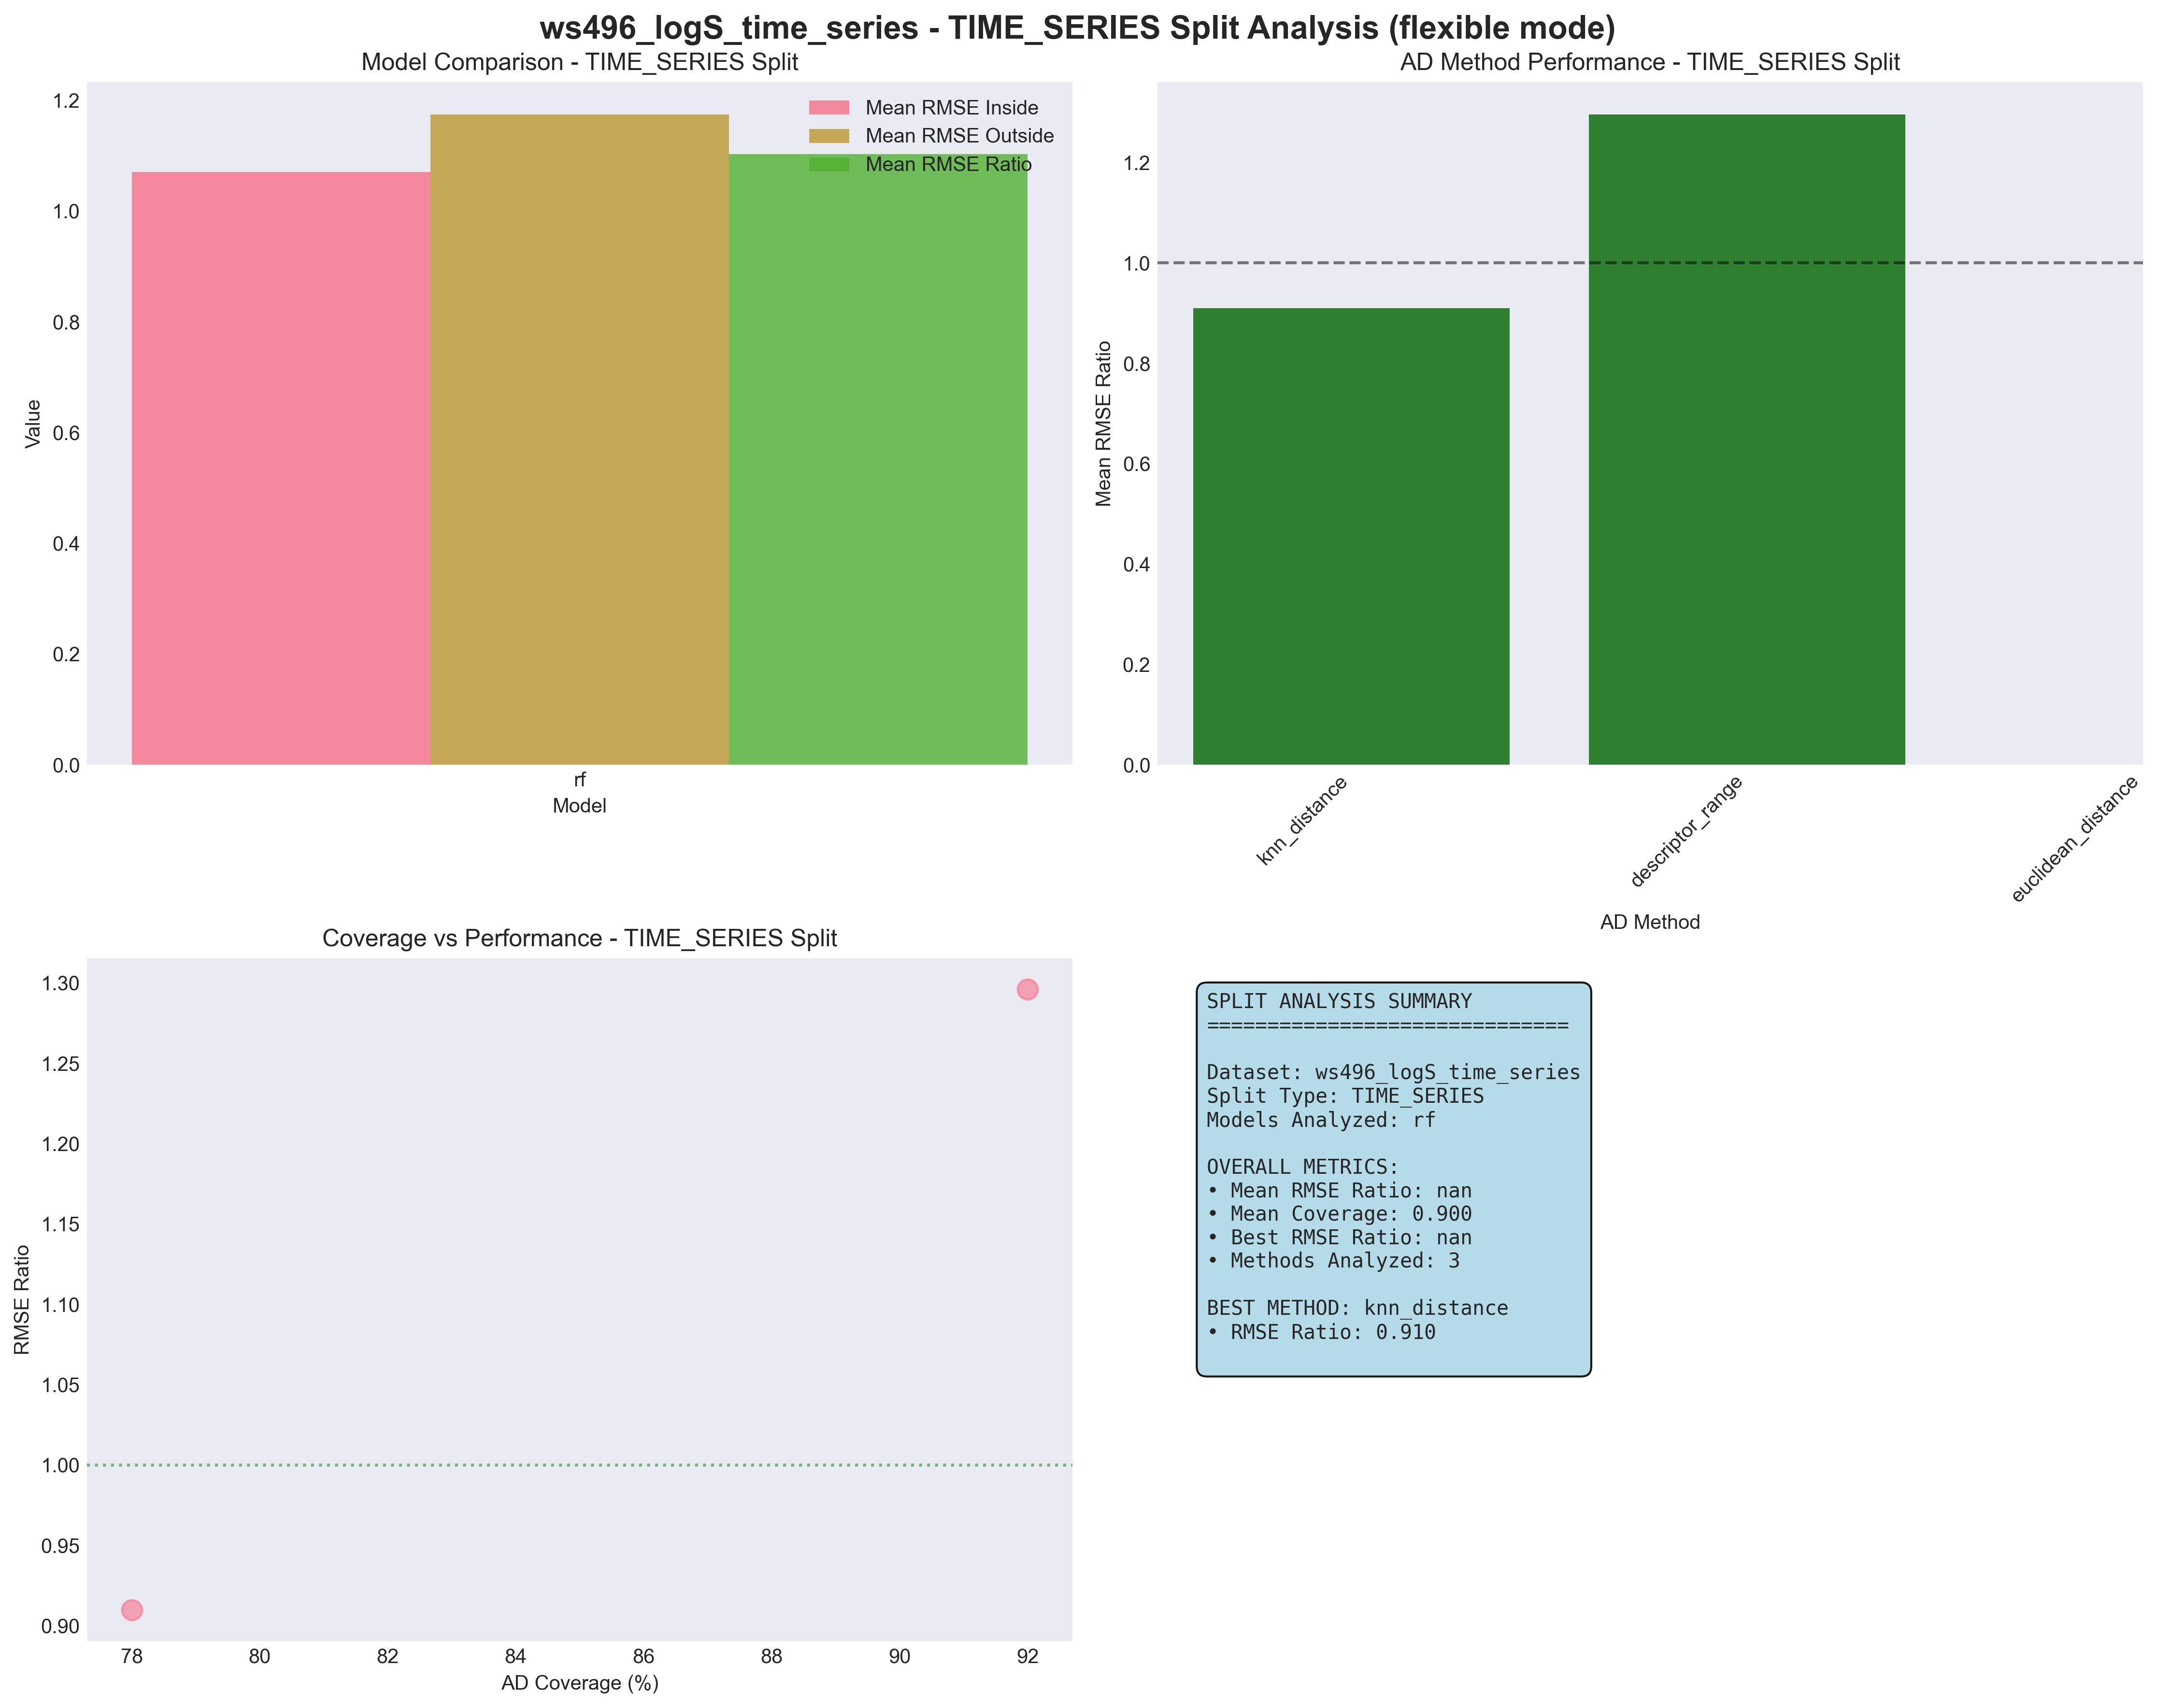 ws496_logS_time_series - TIME_SERIES Split Analysis (flexible mode)
Model Comparison - TIME_SERIES Split
Mean RMSE Inside
Mean RMSE Outside
Mean RMSE Ratio
1.2
1.0
0.8
0.6
0.4
0.2
0.0
Value
rf
Model
AD Method Performance - TIME_SERIES Split
1.2
1.0
0.8
0.6
0.4
0.2
0.0
Mean RMSE Ratio
knn_distance
descriptor_range
euclidean_distance
AD Method
Coverage vs Performance - TIME_SERIES Split
1.30
1.25
1.20
1.15
1.10
1.05
1.00
0.95
0.90
RMSE Ratio
78
80
82
84
86
88
90
92
AD Coverage (%)
SPLIT ANALYSIS SUMMARY
==============================
Dataset: ws496_logS_time_series
Split Type: TIME_SERIES
Models Analyzed: rf
OVERALL METRICS:
• Mean RMSE Ratio: nan
• Mean Coverage: 0.900
• Best RMSE Ratio: nan
• Methods Analyzed: 3
BEST METHOD: knn_distance
• RMSE Ratio: 0.910